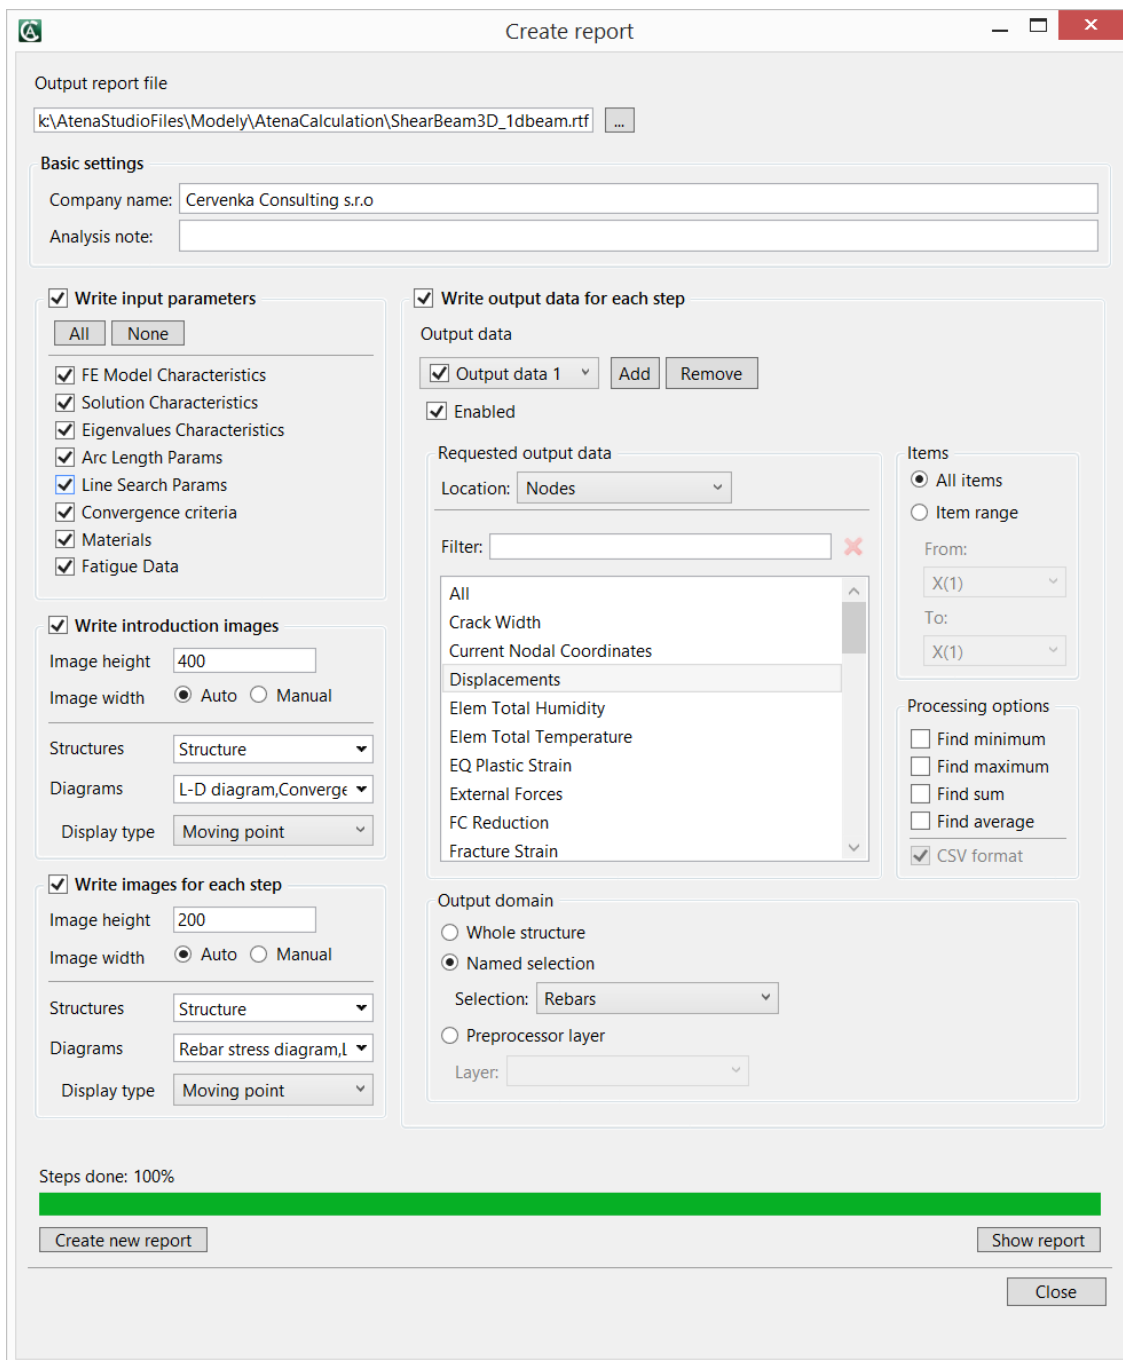 Create report
Output report file
k:\AtenaStudioFiles\Modely\AtenaCalculation\ShearBeam3D_1dbeam.rtf ...
Basic settings
Company name: Cervenka Consulting s.r.o
Analysis note:
Write input parameters
All None
FE Model Characteristics
Solution Characteristics
Eigenvalues Characteristics
Arc Length Params
Line Search Params
Convergence criteria
Materials
Fatigue Data
Write introduction images
Image height 400
Image width Auto Manual
Structures Structure
Diagrams L-D diagram,Converge
Display type Moving point
Write images for each step
Image height 200
Image width Auto Manual
Structures Structure
Diagrams Rebar stress diagram,L
Display type Moving point
Write output data for each step
Output data
Output data 1 Add Remove
Enabled
Requested output data
Location: Nodes
Filter:
All
Crack Width
Current Nodal Coordinates
Displacements
Elem Total Humidity
Elem Total Temperature
EQ Plastic Strain
External Forces
FC Reduction
Fracture Strain
Items
All items
Item range
From:
X(1)
To:
X(1)
Processing options
Find minimum
Find maximum
Find sum
Find average
CSV format
Output domain
Whole structure
Named selection
Selection: Rebars
Preprocessor layer
Layer:
Steps done: 100%
Create new report Show report
Close